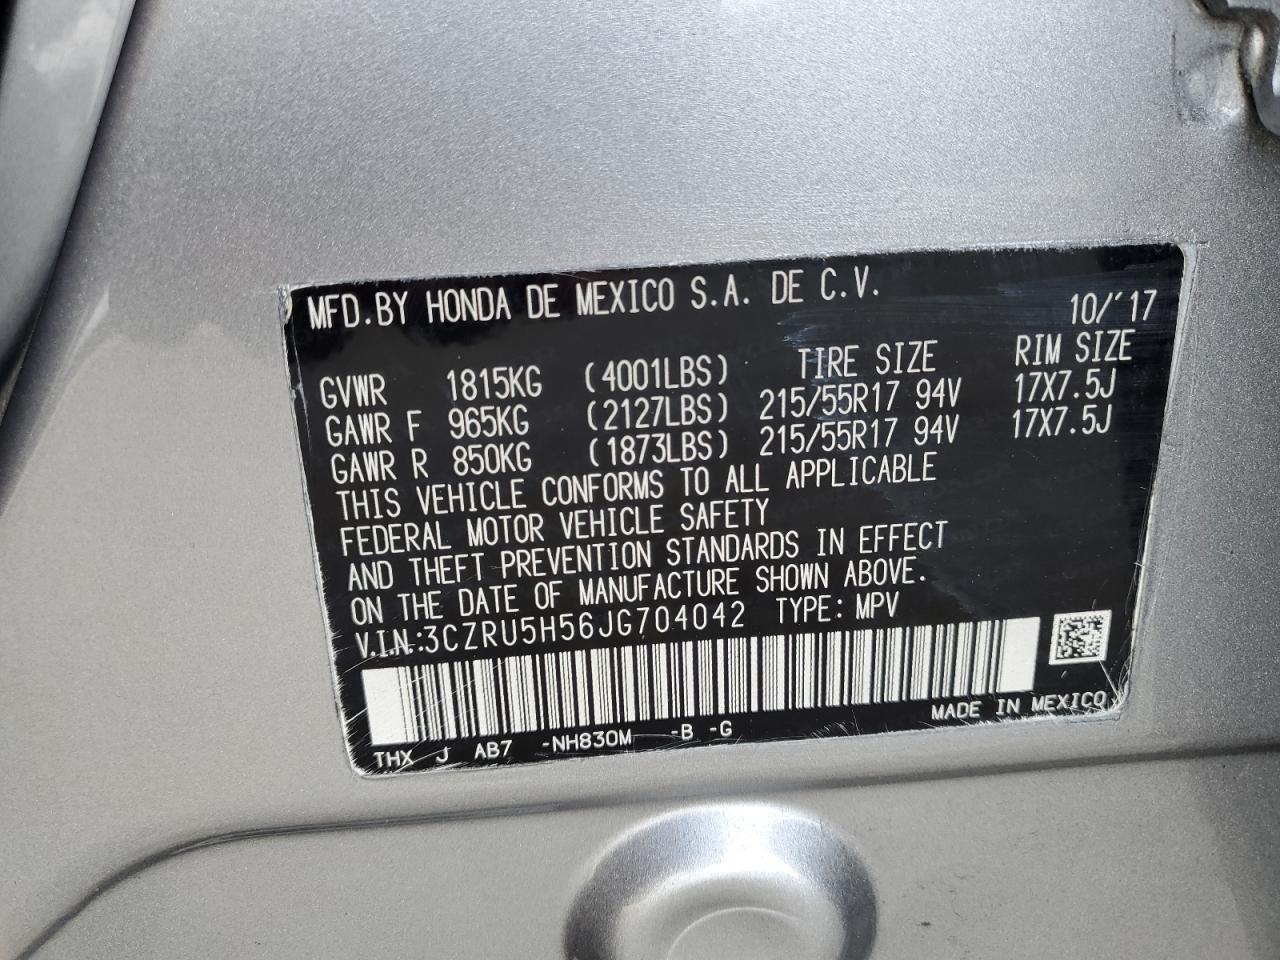 MFD.BY HONDA DE MEXICO S.A. DE C.V.
10/'17
GVWR 1815KG (4001LBS) TIRE SIZE RIM SIZE
GAWR F 965KG (2127LBS) 215/55R17 94V 17X7.5J
GAWR R 850KG (1873LBS) 215/55R17 94V 17X7.5J
THIS VEHICLE CONFORMS TO ALL APPLICABLE
FEDERAL MOTOR VEHICLE SAFETY
AND THEFT PREVENTION STANDARDS IN EFFECT
ON THE DATE OF MANUFACTURE SHOWN ABOVE.
V.I.N.:3CZRU5H56JG704042 TYPE: MPV
THX J AB7 -NH830M -B -G MADE IN MEXICO